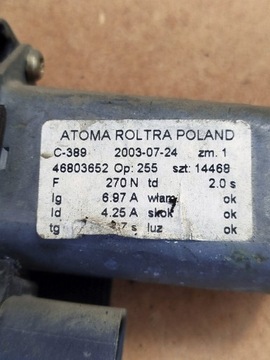 ATOMA ROLTRA POLAND
C-389 2003-07-24 zm. 1
46803652 Op: 255 szt: 14468
F 270 N td 2.0 s
Ig 6.97 A włam. ok
Id 4.25 A skok ok
tg luz ok